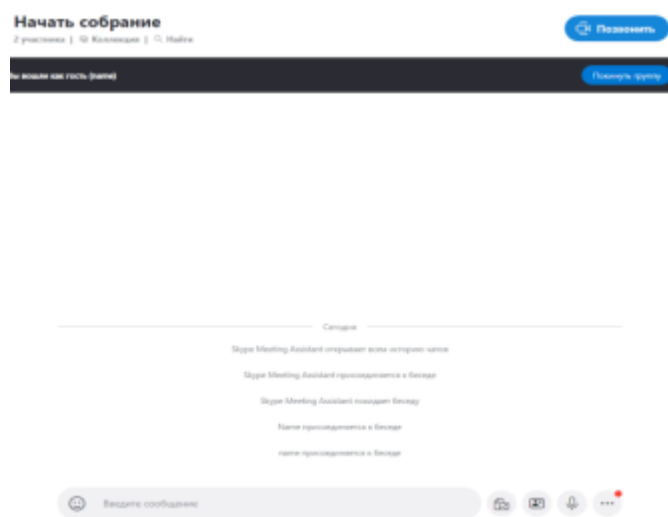 Начать собрание
2 участника | Коллекция | Найти
Позвонить
Вы вошли как гость (name)
Покинуть группу
Сегодня
Skype Meeting Assistant открывает всем историю чатов
Skype Meeting Assistant присоединяется к беседе
Skype Meeting Assistant покидает беседу
Name присоединяется к беседе
name присоединяется к беседе
Введите сообщение